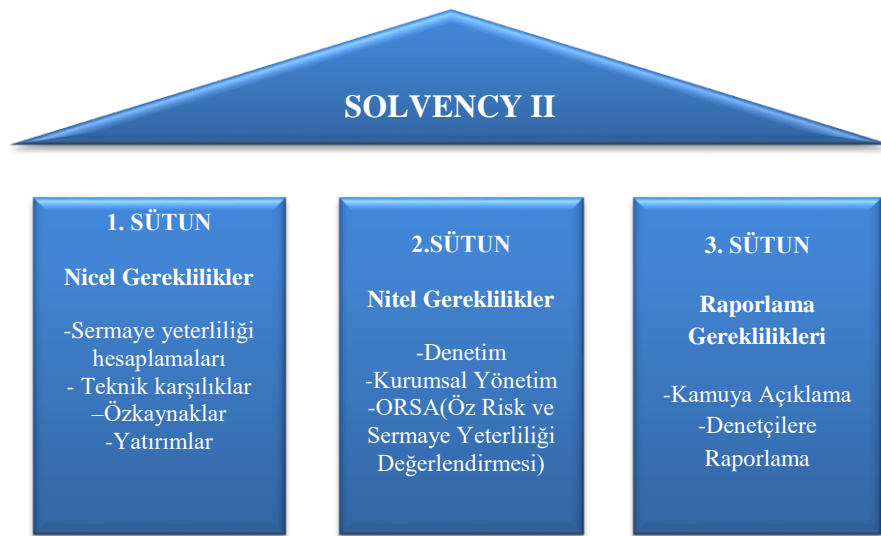 SOLVENCY II
1. SÜTUN
Nicel Gereklilikler
-Sermaye yeterliliği
hesaplamaları
- Teknik karşılıklar
–Özkaynaklar
-Yatırımlar
2.SÜTUN
Nitel Gereklilikler
-Denetim
-Kurumsal Yönetim
-ORSA(Öz Risk ve
Sermaye Yeterliliği
Değerlendirmesi)
3. SÜTUN
Raporlama
Gereklilikleri
-Kamuya Açıklama
-Denetçilere
Raporlama